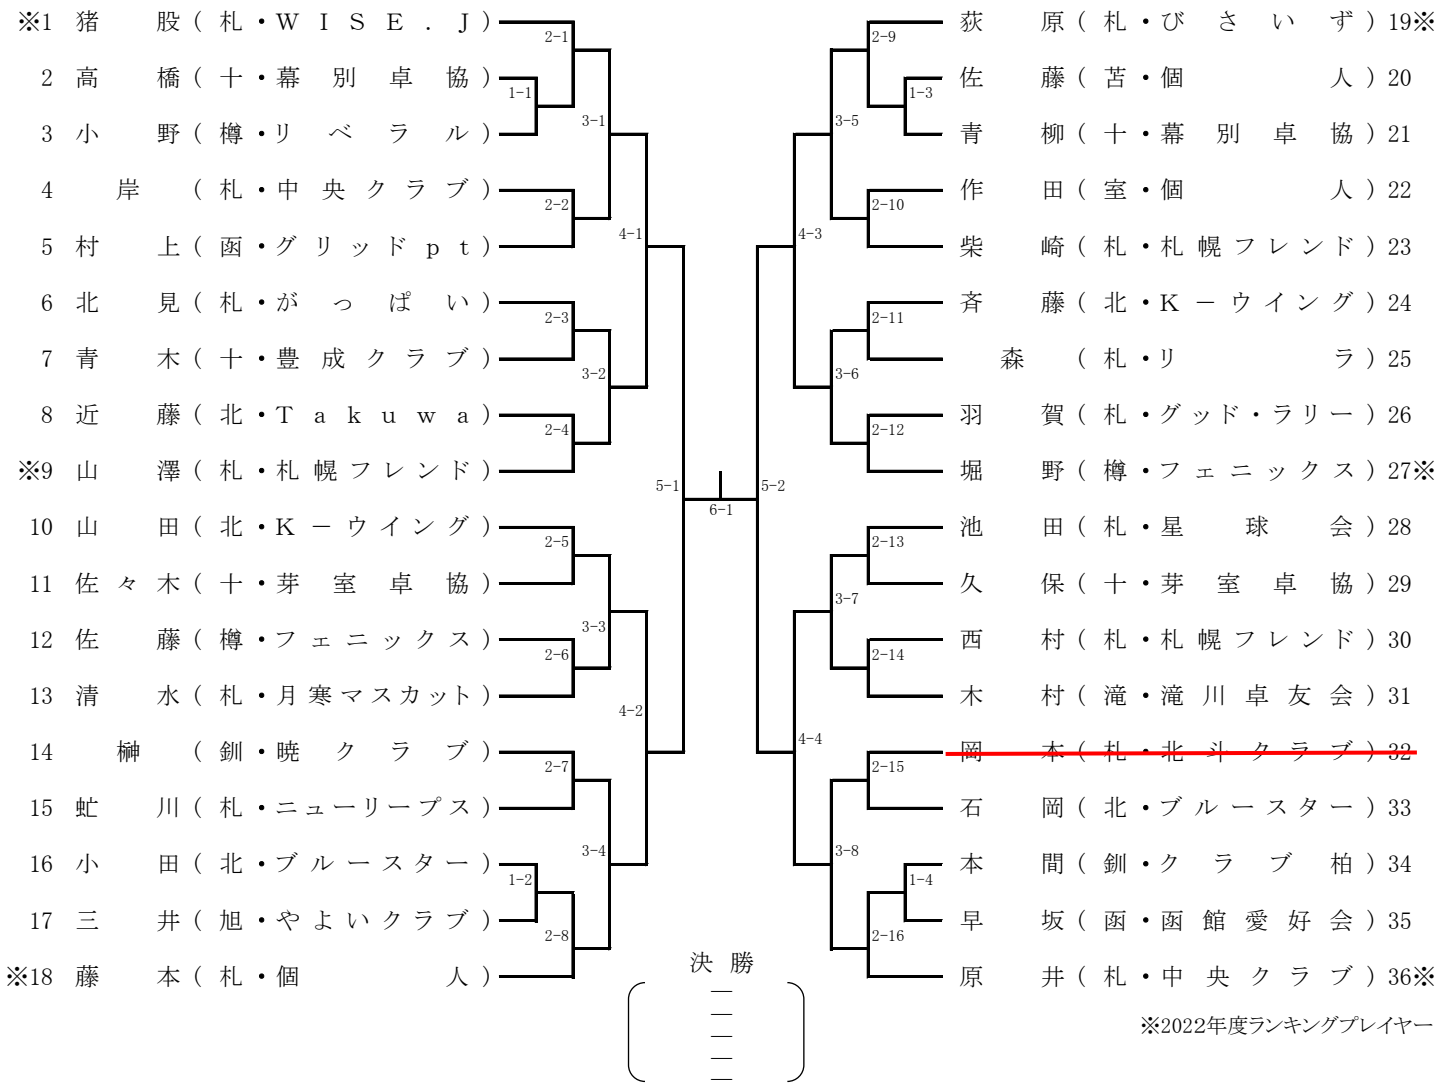 ※1 猪股(札・WISE.J)
2 高橋(十・幕別卓協)
3 小野(樽・リベラル)
4 岸(札・中央クラブ)
5 村上(函・グリッドpt)
6 北見(札・がっぱい)
7 青木(十・豊成クラブ)
8 近藤(北・Takuwa)
※9 山澤(札・札幌フレンド)
10 山田(北・K-ウイング)
11 佐々木(十・芽室卓協)
12 佐藤(樽・フェニックス)
13 清水(札・月寒マスカット)
14 榊(釧・暁クラブ)
15 虻川(札・ニューリープス)
16 小田(北・ブルースター)
17 三井(旭・やよいクラブ)
※18 藤本(札・個人)
2-1
1-1
3-1
2-2
4-1
2-3
3-2
2-4
5-1
2-5
3-3
2-6
4-2
2-7
3-4
1-2
2-8
6-1
2-9
1-3
3-5
2-10
4-3
2-11
3-6
2-12
5-2
2-13
3-7
2-14
4-4
2-15
3-8
1-4
2-16
荻原(札・びさいず)19※
佐藤(苫・個人)20
青柳(十・幕別卓協)21
作田(室・個人)22
柴崎(札・札幌フレンド)23
斉藤(北・K-ウイング)24
森(札・リラ)25
羽賀(札・グッド・ラリー)26
堀野(樽・フェニックス)27※
池田(札・星球会)28
久保(十・芽室卓協)29
西村(札・札幌フレンド)30
木村(滝・滝川卓友会)31
岡本(札・北斗クラブ)32
石岡(北・ブルースター)33
本間(釧・クラブ柏)34
早坂(函・函館愛好会)35
原井(札・中央クラブ)36※
決勝
―
―
―
―
―
※2022年度ランキングプレイヤー